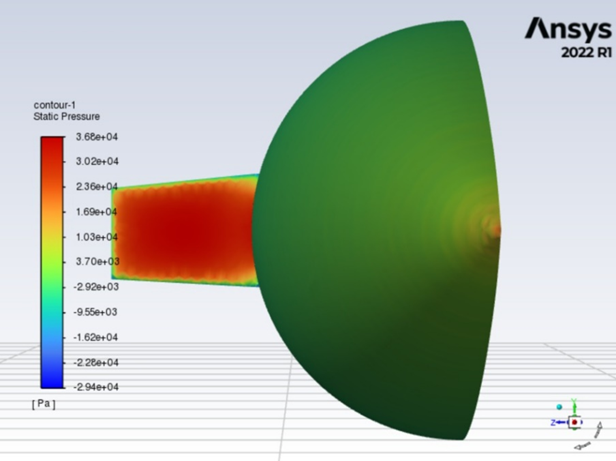 Ansys
2022 R1
contour-1
Static Pressure
3.68e+04
3.02e+04
2.36e+04
1.69e+04
1.03e+04
3.70e+03
-2.92e+03
-9.55e+03
-1.62e+04
-2.28e+04
-2.94e+04
[ Pa ]
Y
Z